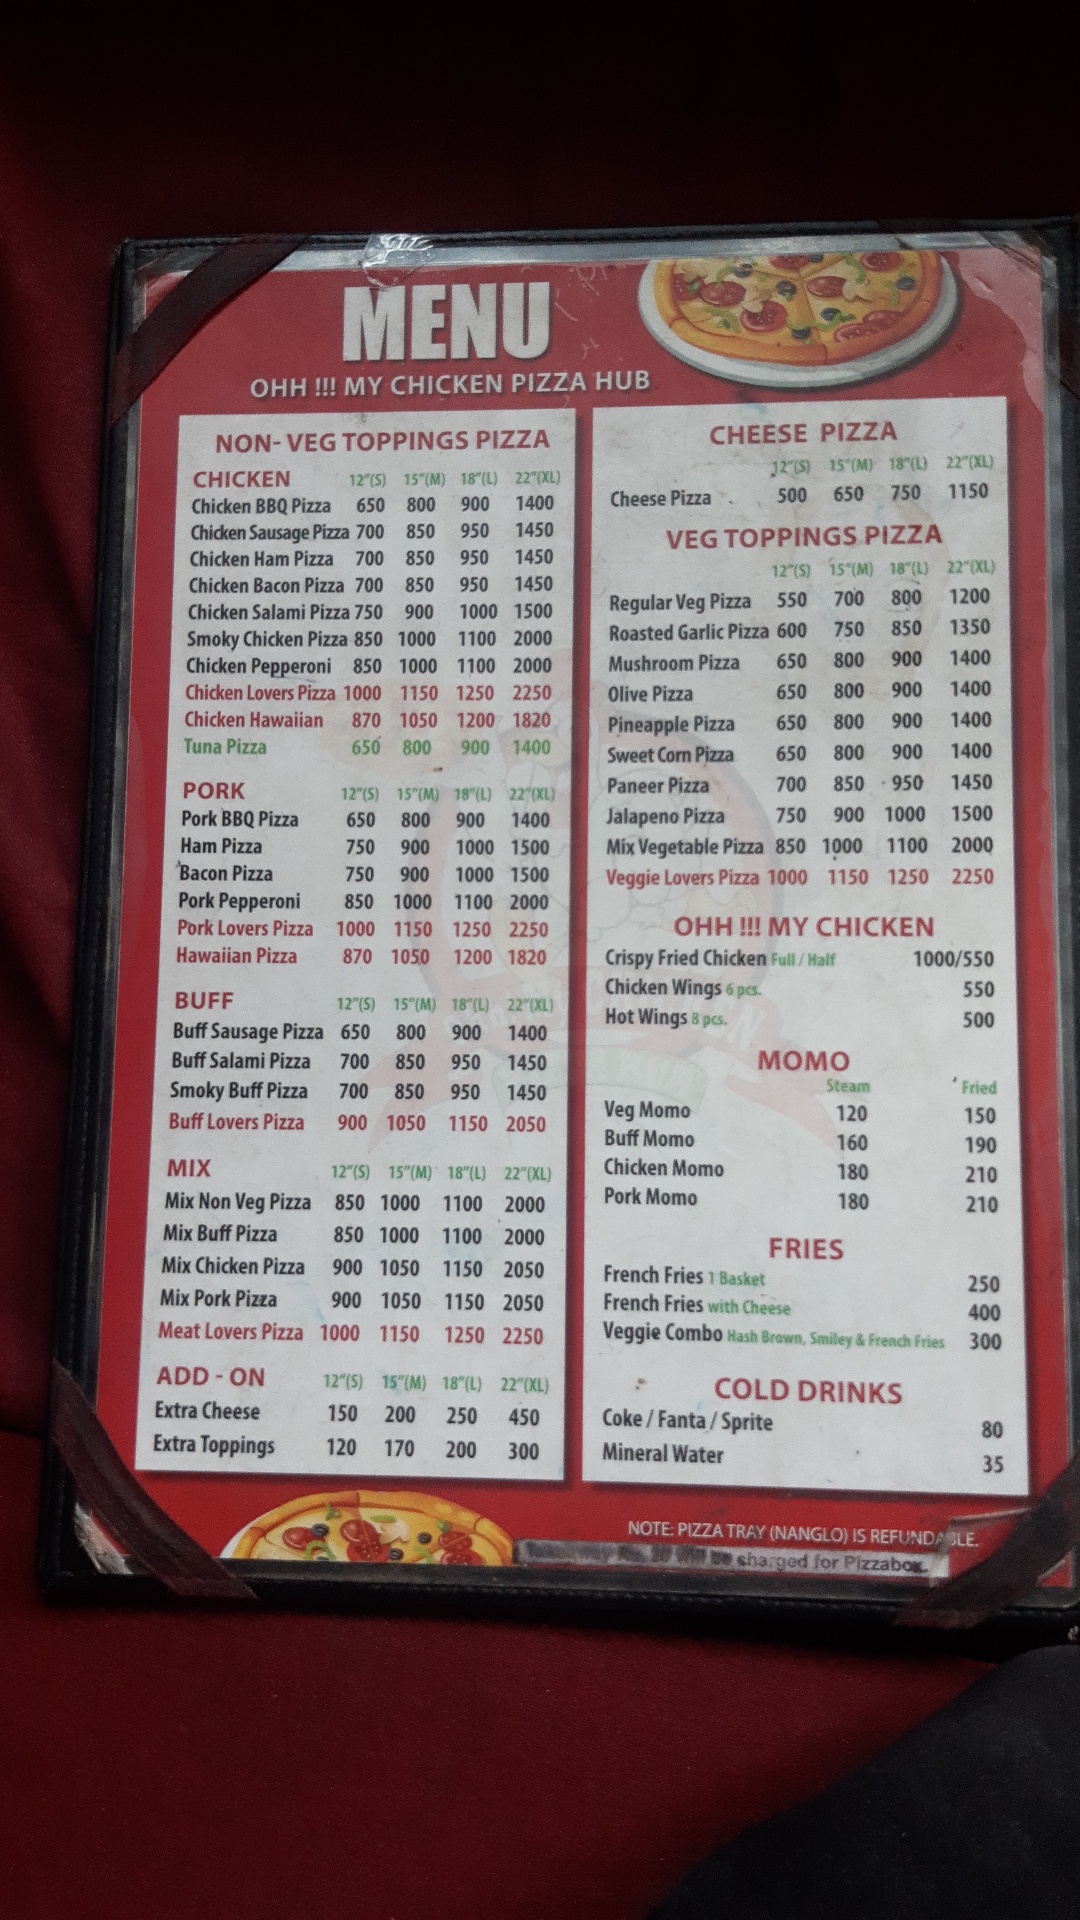 MENU
OHH !!! MY CHICKEN PIZZA HUB
NON- VEG TOPPINGS PIZZA
CHICKEN 12"(S) 15"(M) 18"(L) 22"(XL)
Chicken BBQ Pizza 650 800 900 1400
Chicken Sausage Pizza 700 850 950 1450
Chicken Ham Pizza 700 850 950 1450
Chicken Bacon Pizza 700 850 950 1450
Chicken Salami Pizza 750 900 1000 1500
Smoky Chicken Pizza 850 1000 1100 2000
Chicken Pepperoni 850 1000 1100 2000
Chicken Lovers Pizza 1000 1150 1250 2250
Chicken Hawaiian 870 1050 1200 1820
Tuna Pizza 650 800 900 1400
PORK 12"(S) 15"(M) 18"(L) 22"(XL)
Pork BBQ Pizza 650 800 900 1400
Ham Pizza 750 900 1000 1500
Bacon Pizza 750 900 1000 1500
Pork Pepperoni 850 1000 1100 2000
Pork Lovers Pizza 1000 1150 1250 2250
Hawaiian Pizza 870 1050 1200 1820
BUFF 12"(S) 15"(M) 18"(L) 22"(XL)
Buff Sausage Pizza 650 800 900 1400
Buff Salami Pizza 700 850 950 1450
Smoky Buff Pizza 700 850 950 1450
Buff Lovers Pizza 900 1050 1150 2050
MIX 12"(S) 15"(M) 18"(L) 22"(XL)
Mix Non Veg Pizza 850 1000 1100 2000
Mix Buff Pizza 850 1000 1100 2000
Mix Chicken Pizza 900 1050 1150 2050
Mix Pork Pizza 900 1050 1150 2050
Meat Lovers Pizza 1000 1150 1250 2250
ADD - ON 12"(S) 15"(M) 18"(L) 22"(XL)
Extra Cheese 150 200 250 450
Extra Toppings 120 170 200 300
CHEESE PIZZA
12"(S) 15"(M) 18"(L) 22"(XL)
Cheese Pizza 500 650 750 1150
VEG TOPPINGS PIZZA
12"(S) 15"(M) 18"(L) 22"(XL)
Regular Veg Pizza 550 700 800 1200
Roasted Garlic Pizza 600 750 850 1350
Mushroom Pizza 650 800 900 1400
Olive Pizza 650 800 900 1400
Pineapple Pizza 650 800 900 1400
Sweet Corn Pizza 650 800 900 1400
Paneer Pizza 700 850 950 1450
Jalapeno Pizza 750 900 1000 1500
Mix Vegetable Pizza 850 1000 1100 2000
Veggie Lovers Pizza 1000 1150 1250 2250
OHH !!! MY CHICKEN
Crispy Fried Chicken Full / Half 1000/550
Chicken Wings 6 pcs. 550
Hot Wings 8 pcs. 500
MOMO
Steam Fried
Veg Momo 120 150
Buff Momo 160 190
Chicken Momo 180 210
Pork Momo 180 210
FRIES
French Fries 1 Basket 250
French Fries with Cheese 400
Veggie Combo Hash Brown, Smiley & French Fries 300
COLD DRINKS
Coke / Fanta / Sprite 80
Mineral Water 35
NOTE: PIZZA TRAY (NANGLO) IS REFUNDABLE.
will be charged for Pizzabox.